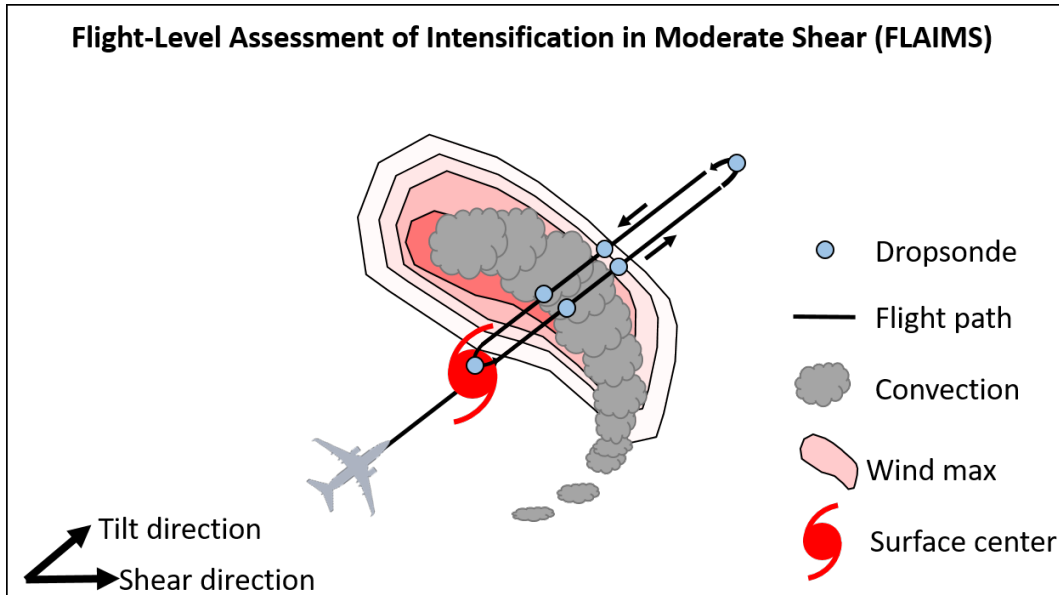 Flight-Level Assessment of Intensification in Moderate Shear (FLAIMS)
Dropsonde
Flight path
Convection
Wind max
Surface center
Tilt direction
Shear direction